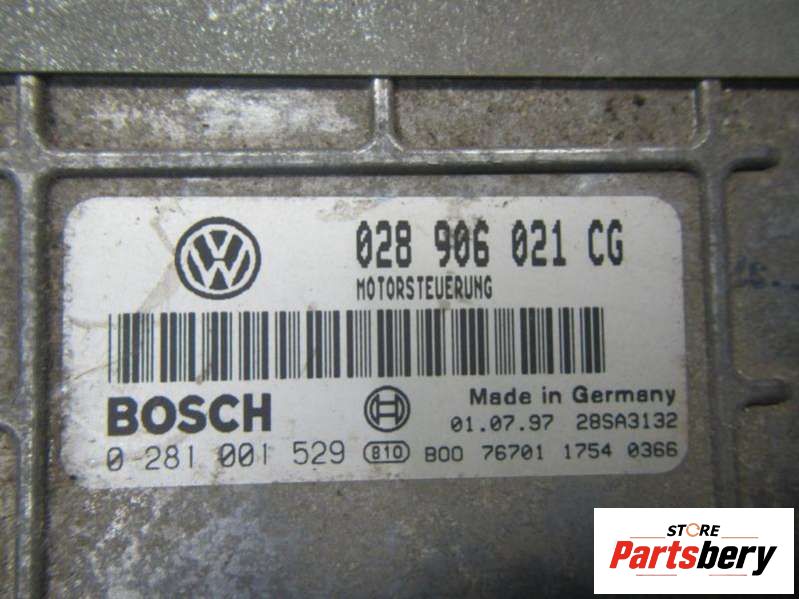 028 906 021 CG
MOTORSTEUERUNG
BOSCH
Made in Germany
01.07.97 28SA3132
0 281 001 529 810 B00 76701 1754 0366
STORE
Partsbery